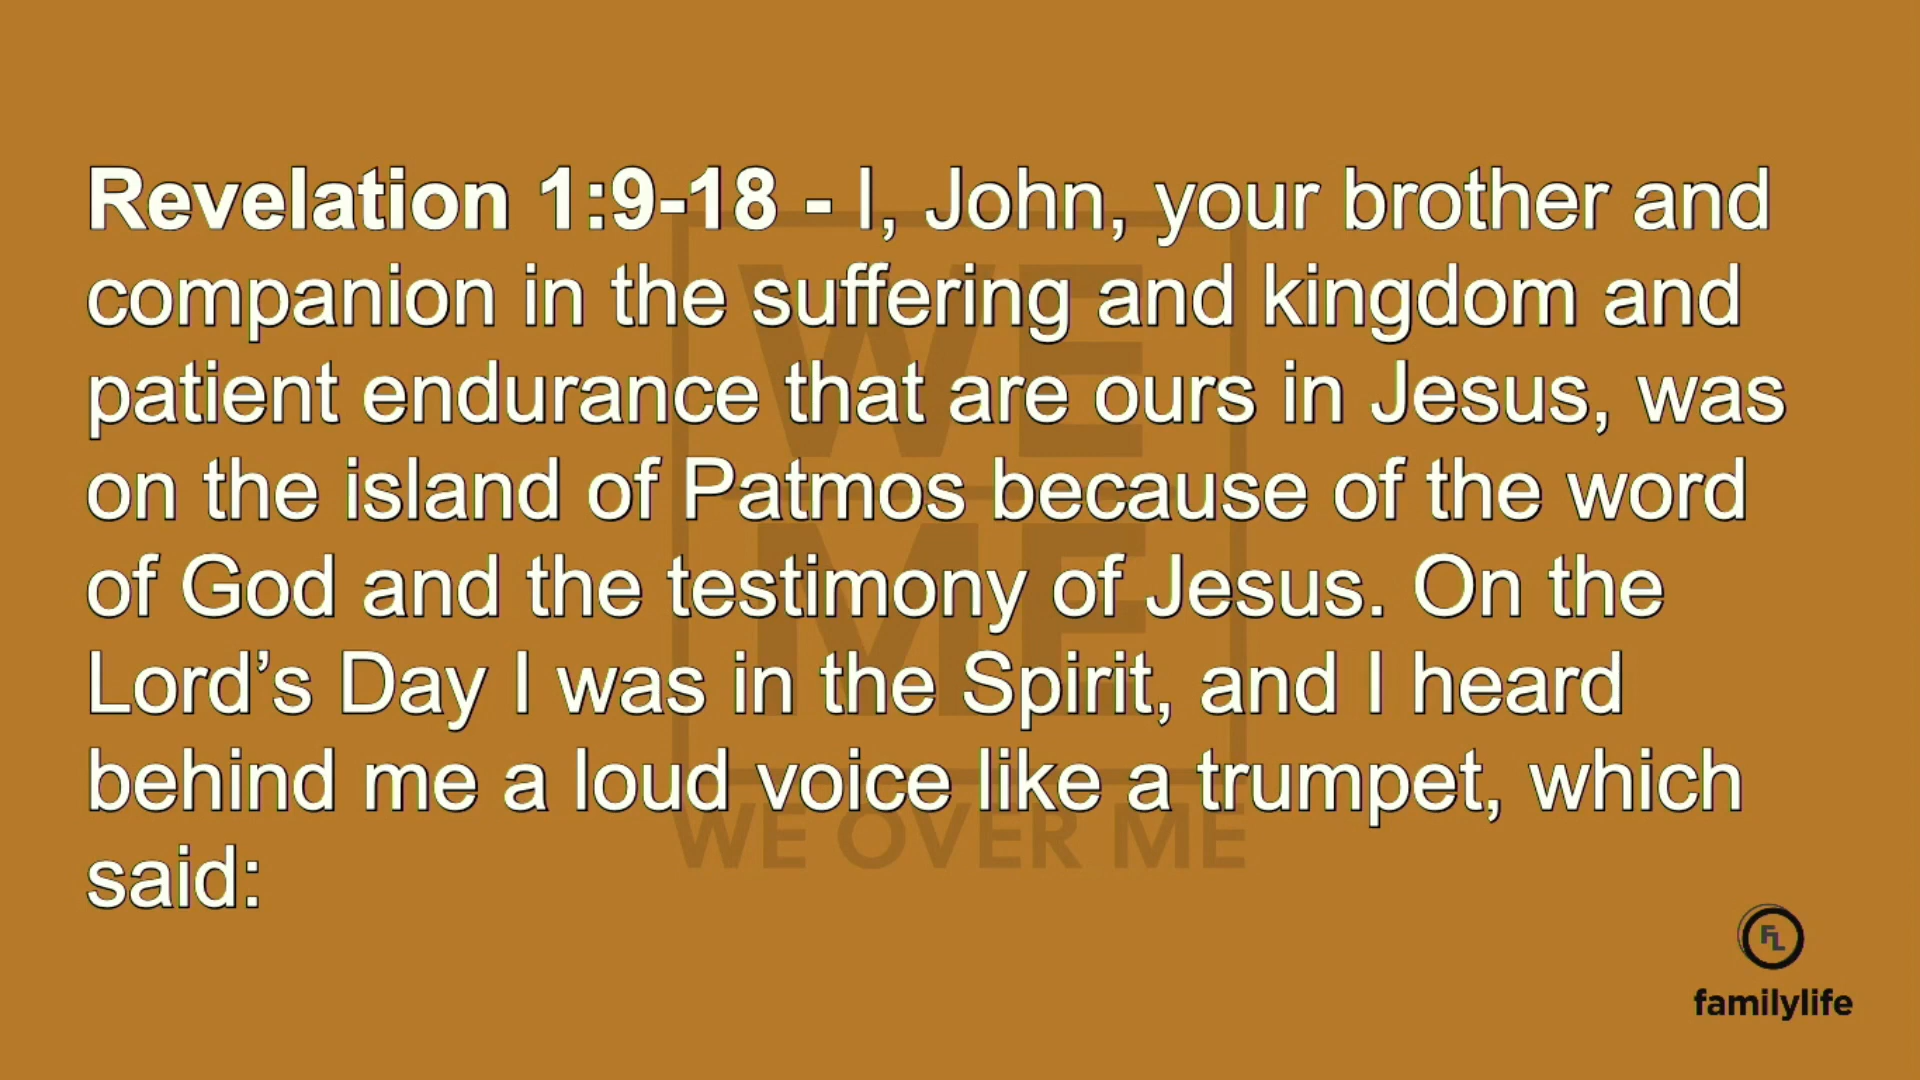 Revelation 1:9-18 - I, John, your brother and
companion in the suffering and kingdom and
patient endurance that are ours in Jesus, was
on the island of Patmos because of the word
of God and the testimony of Jesus. On the
Lord’s Day I was in the Spirit, and I heard
behind me a loud voice like a trumpet, which
said:
WE
ME
WE OVER ME
FL
familylife